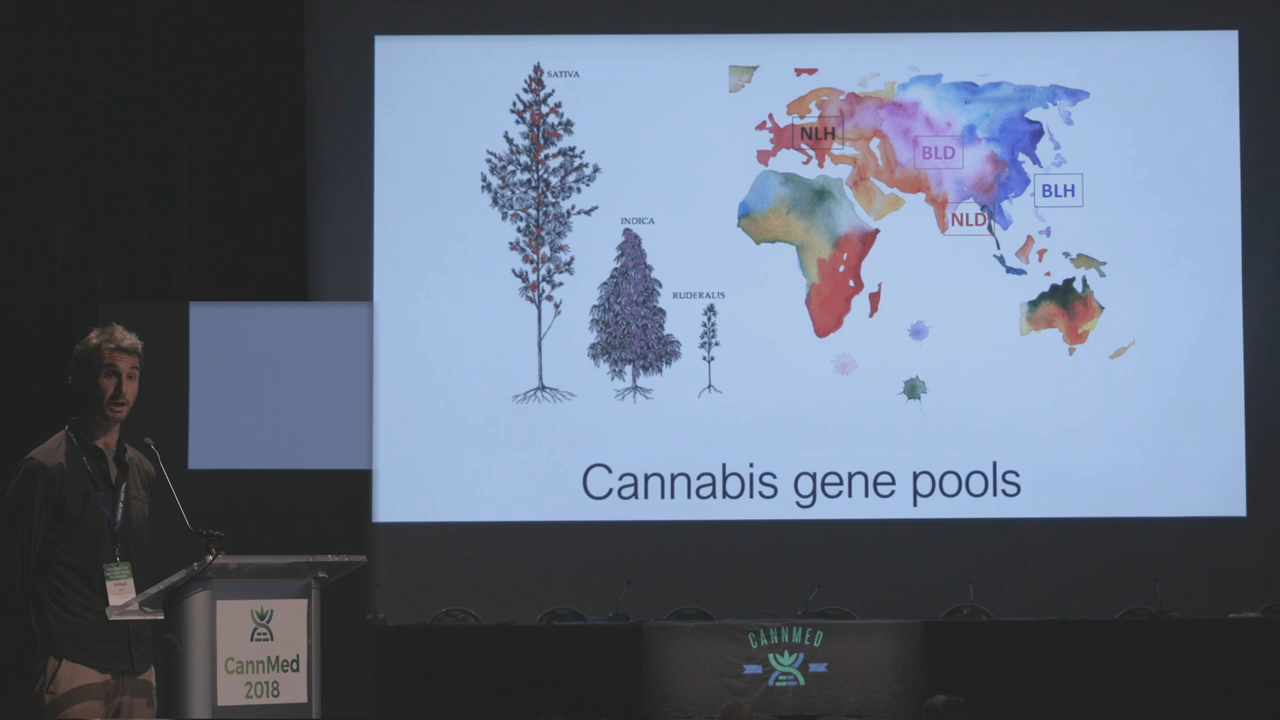 SATIVA
INDICA
RUDERALIS
NLH
BLD
BLH
NLD
Cannabis gene pools
CannMed
2018
CANNMED